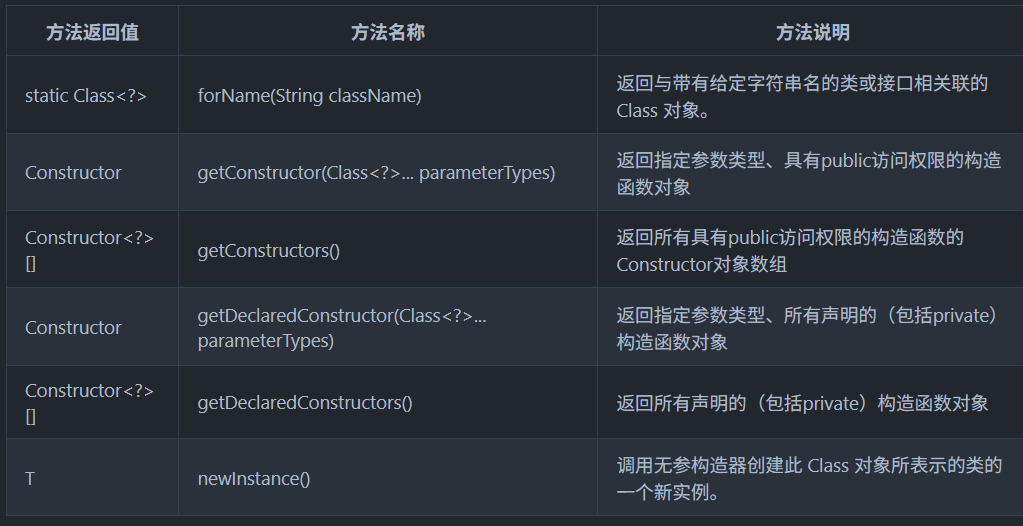 方法返回值 方法名称 方法说明
static Class<?> forName(String className) 返回与带有给定字符串名的类或接口相关联的
Class 对象。
Constructor getConstructor(Class<?>... parameterTypes) 返回指定参数类型、具有public访问权限的构造
函数对象
Constructor<?>
[]
getConstructors()
返回所有具有public访问权限的构造函数的
Constructor对象数组
Constructor
getDeclaredConstructor(Class<?>...
parameterTypes)
返回指定参数类型、所有声明的（包括private）
构造函数对象
Constructor<?>
[]
getDeclaredConstructors()
返回所有声明的（包括private）构造函数对象
T
newInstance()
调用无参构造器创建此 Class 对象所表示的类的
一个新实例。